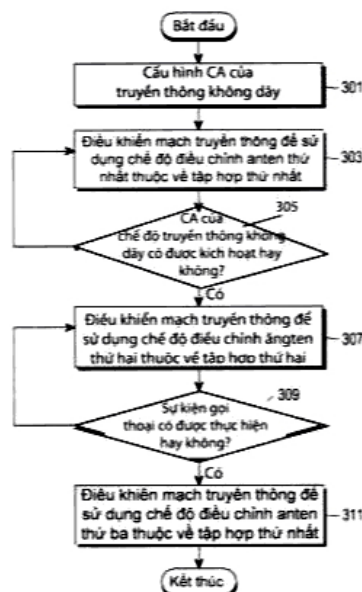 Bắt đầu
Cấu hình CA của
truyền thông không dây
301
Điều khiển mạch truyền thông để sử
dụng chế độ điều chỉnh anten thứ
nhất thuộc về tập hợp thứ nhất
303
305
CA của
chế độ truyền thông không
dây có được kích hoạt hay
không?
Có
Điều khiển mạch truyền thông để
sử dụng chế độ điều chỉnh ăngten
thứ hai thuộc về tập hợp thứ hai
307
309
Sự kiện gọi
thoại có được thực hiện
hay không?
Có
Điều khiển mạch truyền thông để
sử dụng chế độ điều chỉnh anten
thứ ba thuộc về tập hợp thứ nhất
311
Kết thúc